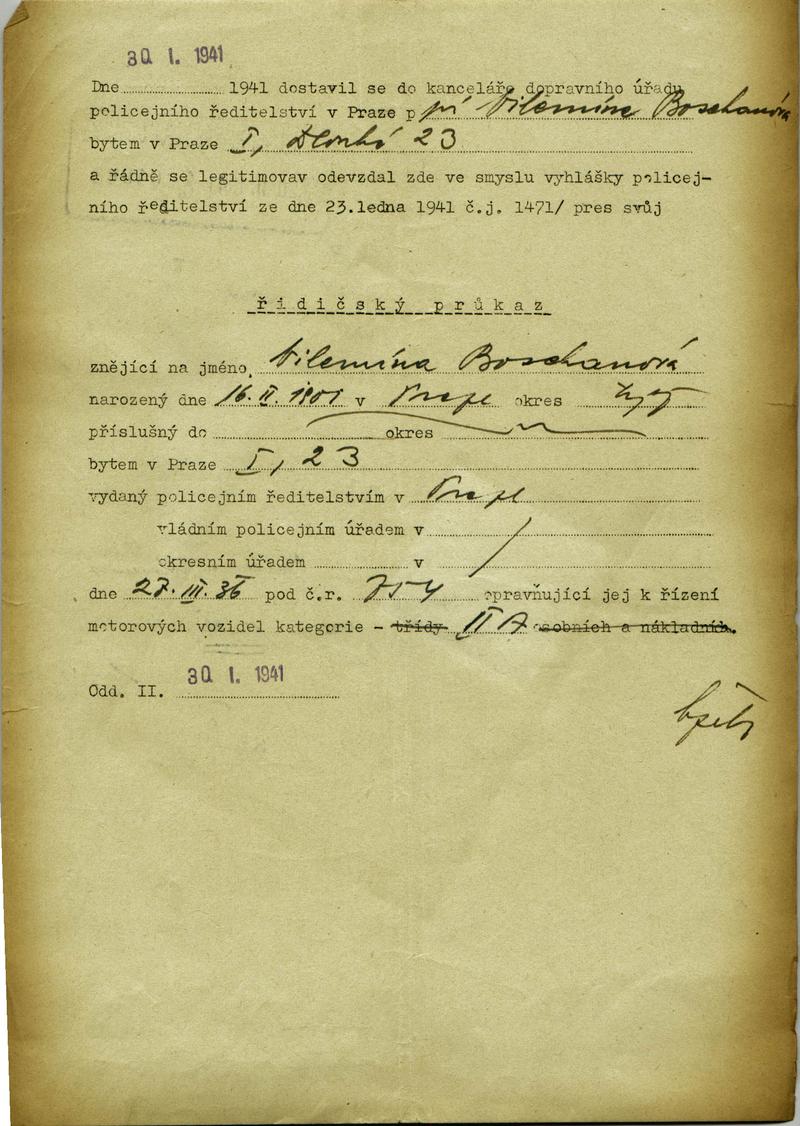 30 I. 1941
Dne 1941 dostavil se do kanceláře dopravního úřadu
policejního ředitelství v Praze p pí Vilemína Boschanová
bytem v Praze I, Dlouhá 23
a řádně se legitimovav odevzdal zde ve smyslu vyhlášky policej-
ního ředitelství ze dne 23.ledna 1941 č.j. 1471/ pres svůj
řidičský průkaz
znějící na jméno Vilemína Boschanová
narozený dne 16. II. 1901 v Praze okres
příslušný do okres
bytem v Praze I, 23
vydaný policejním ředitelstvím v Praze
vládním policejním úřadem v
okresním úřadem v
dne 27. III. 36 pod č.r. 754 opravňující jej k řízení
motorových vozidel kategorie - třídy II A osobních a nákladních.
30 I. 1941
Odd. II.